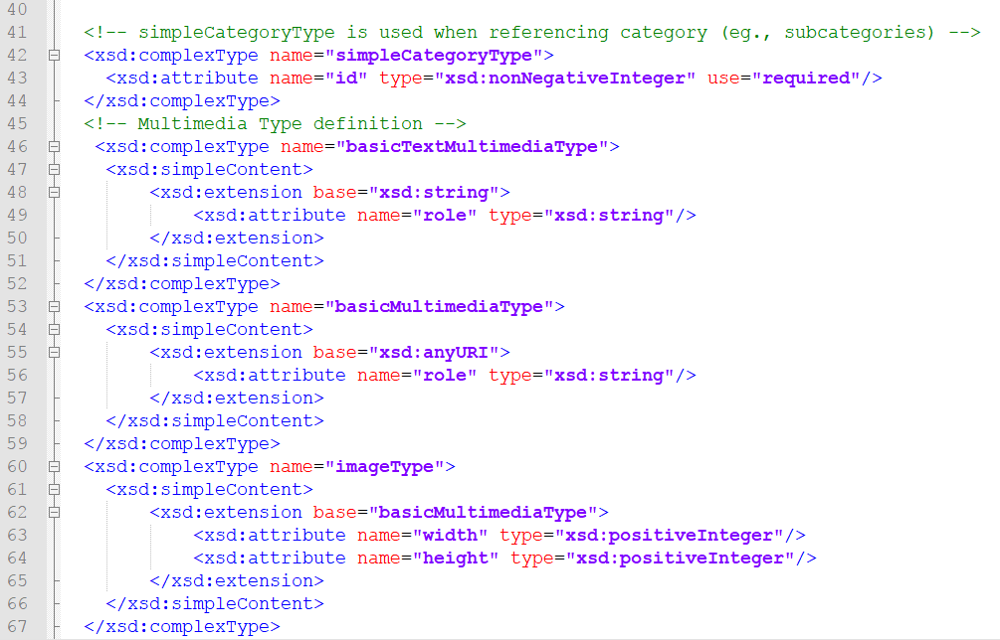 40
41 <!-- simpleCategoryType is used when referencing category (eg., subcategories) -->
42 <xsd:complexType name="simpleCategoryType">
43 <xsd:attribute name="id" type="xsd:nonNegativeInteger" use="required"/>
44 </xsd:complexType>
45 <!-- Multimedia Type definition -->
46 <xsd:complexType name="basicTextMultimediaType">
47 <xsd:simpleContent>
48 <xsd:extension base="xsd:string">
49 <xsd:attribute name="role" type="xsd:string"/>
50 </xsd:extension>
51 </xsd:simpleContent>
52 </xsd:complexType>
53 <xsd:complexType name="basicMultimediaType">
54 <xsd:simpleContent>
55 <xsd:extension base="xsd:anyURI">
56 <xsd:attribute name="role" type="xsd:string"/>
57 </xsd:extension>
58 </xsd:simpleContent>
59 </xsd:complexType>
60 <xsd:complexType name="imageType">
61 <xsd:simpleContent>
62 <xsd:extension base="basicMultimediaType">
63 <xsd:attribute name="width" type="xsd:positiveInteger"/>
64 <xsd:attribute name="height" type="xsd:positiveInteger"/>
65 </xsd:extension>
66 </xsd:simpleContent>
67 </xsd:complexType>